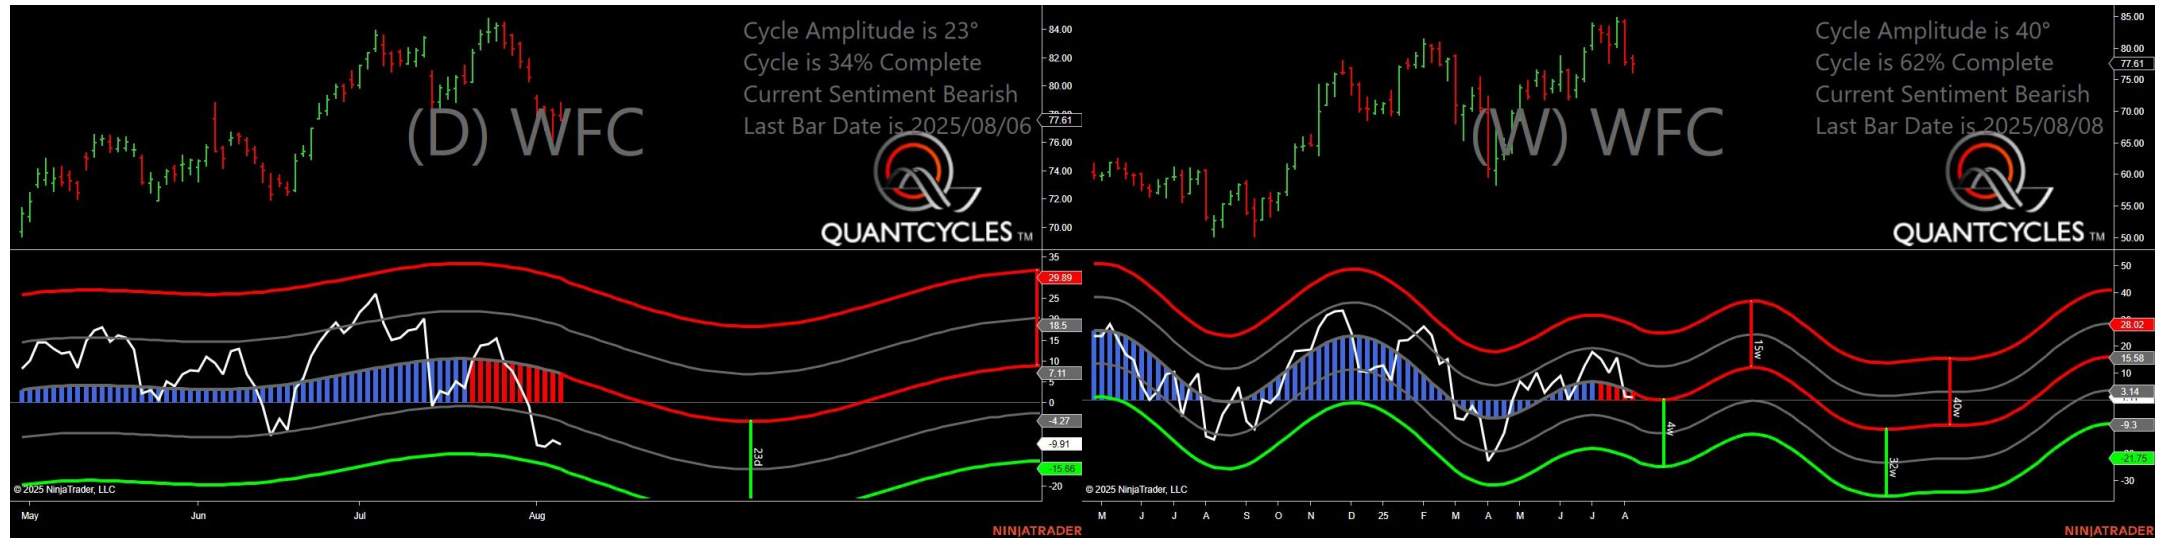 Cycle Amplitude is 23°
Cycle is 34% Complete
Current Sentiment Bearish
Last Bar Date is 2025/08/06
(D) WFC
QUANTCYCLES TM
84.00
82.00
80.00
77.61
76.00
74.00
72.00
70.00
35
29.89
25
18.5
15
10
7.11
5
0
-4.27
-9.91
-15.66
-20
23d
© 2025 NinjaTrader, LLC
May Jun Jul Aug
NINJATRADER
Cycle Amplitude is 40°
Cycle is 62% Complete
Current Sentiment Bearish
Last Bar Date is 2025/08/08
(W) WFC
QUANTCYCLES TM
85.00
80.00
77.61
75.00
70.00
65.00
60.00
55.00
50.00
50
40
28.02
20
15.58
10
3.14
-9.3
-21.75
-30
15w
4w
40w
32w
© 2025 NinjaTrader, LLC
M J J A S O N D 25 F M A M J J A
NINJATRADER